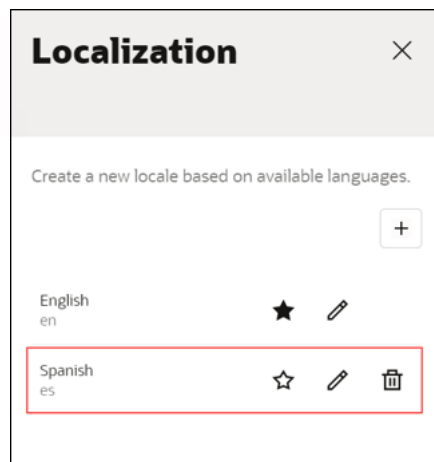 Localization
Create a new locale based on available languages.
English
en
Spanish
es